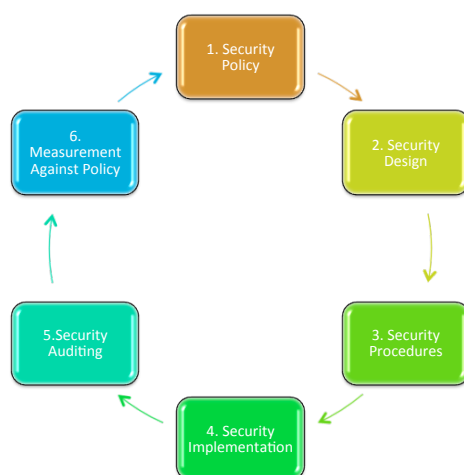 1. Security
Policy
2. Security
Design
3. Security
Procedures
4. Security
Implementation
5.Security
Auditing
6.
Measurement
Against Policy